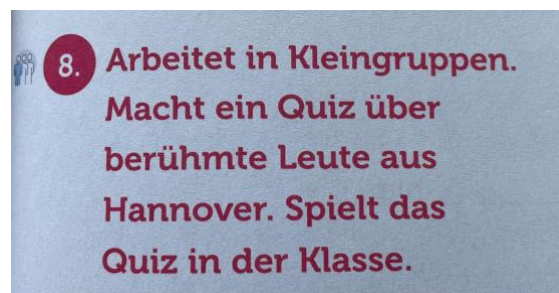 8. Arbeitet in Kleingruppen.
Macht ein Quiz über
berühmte Leute aus
Hannover. Spielt das
Quiz in der Klasse.